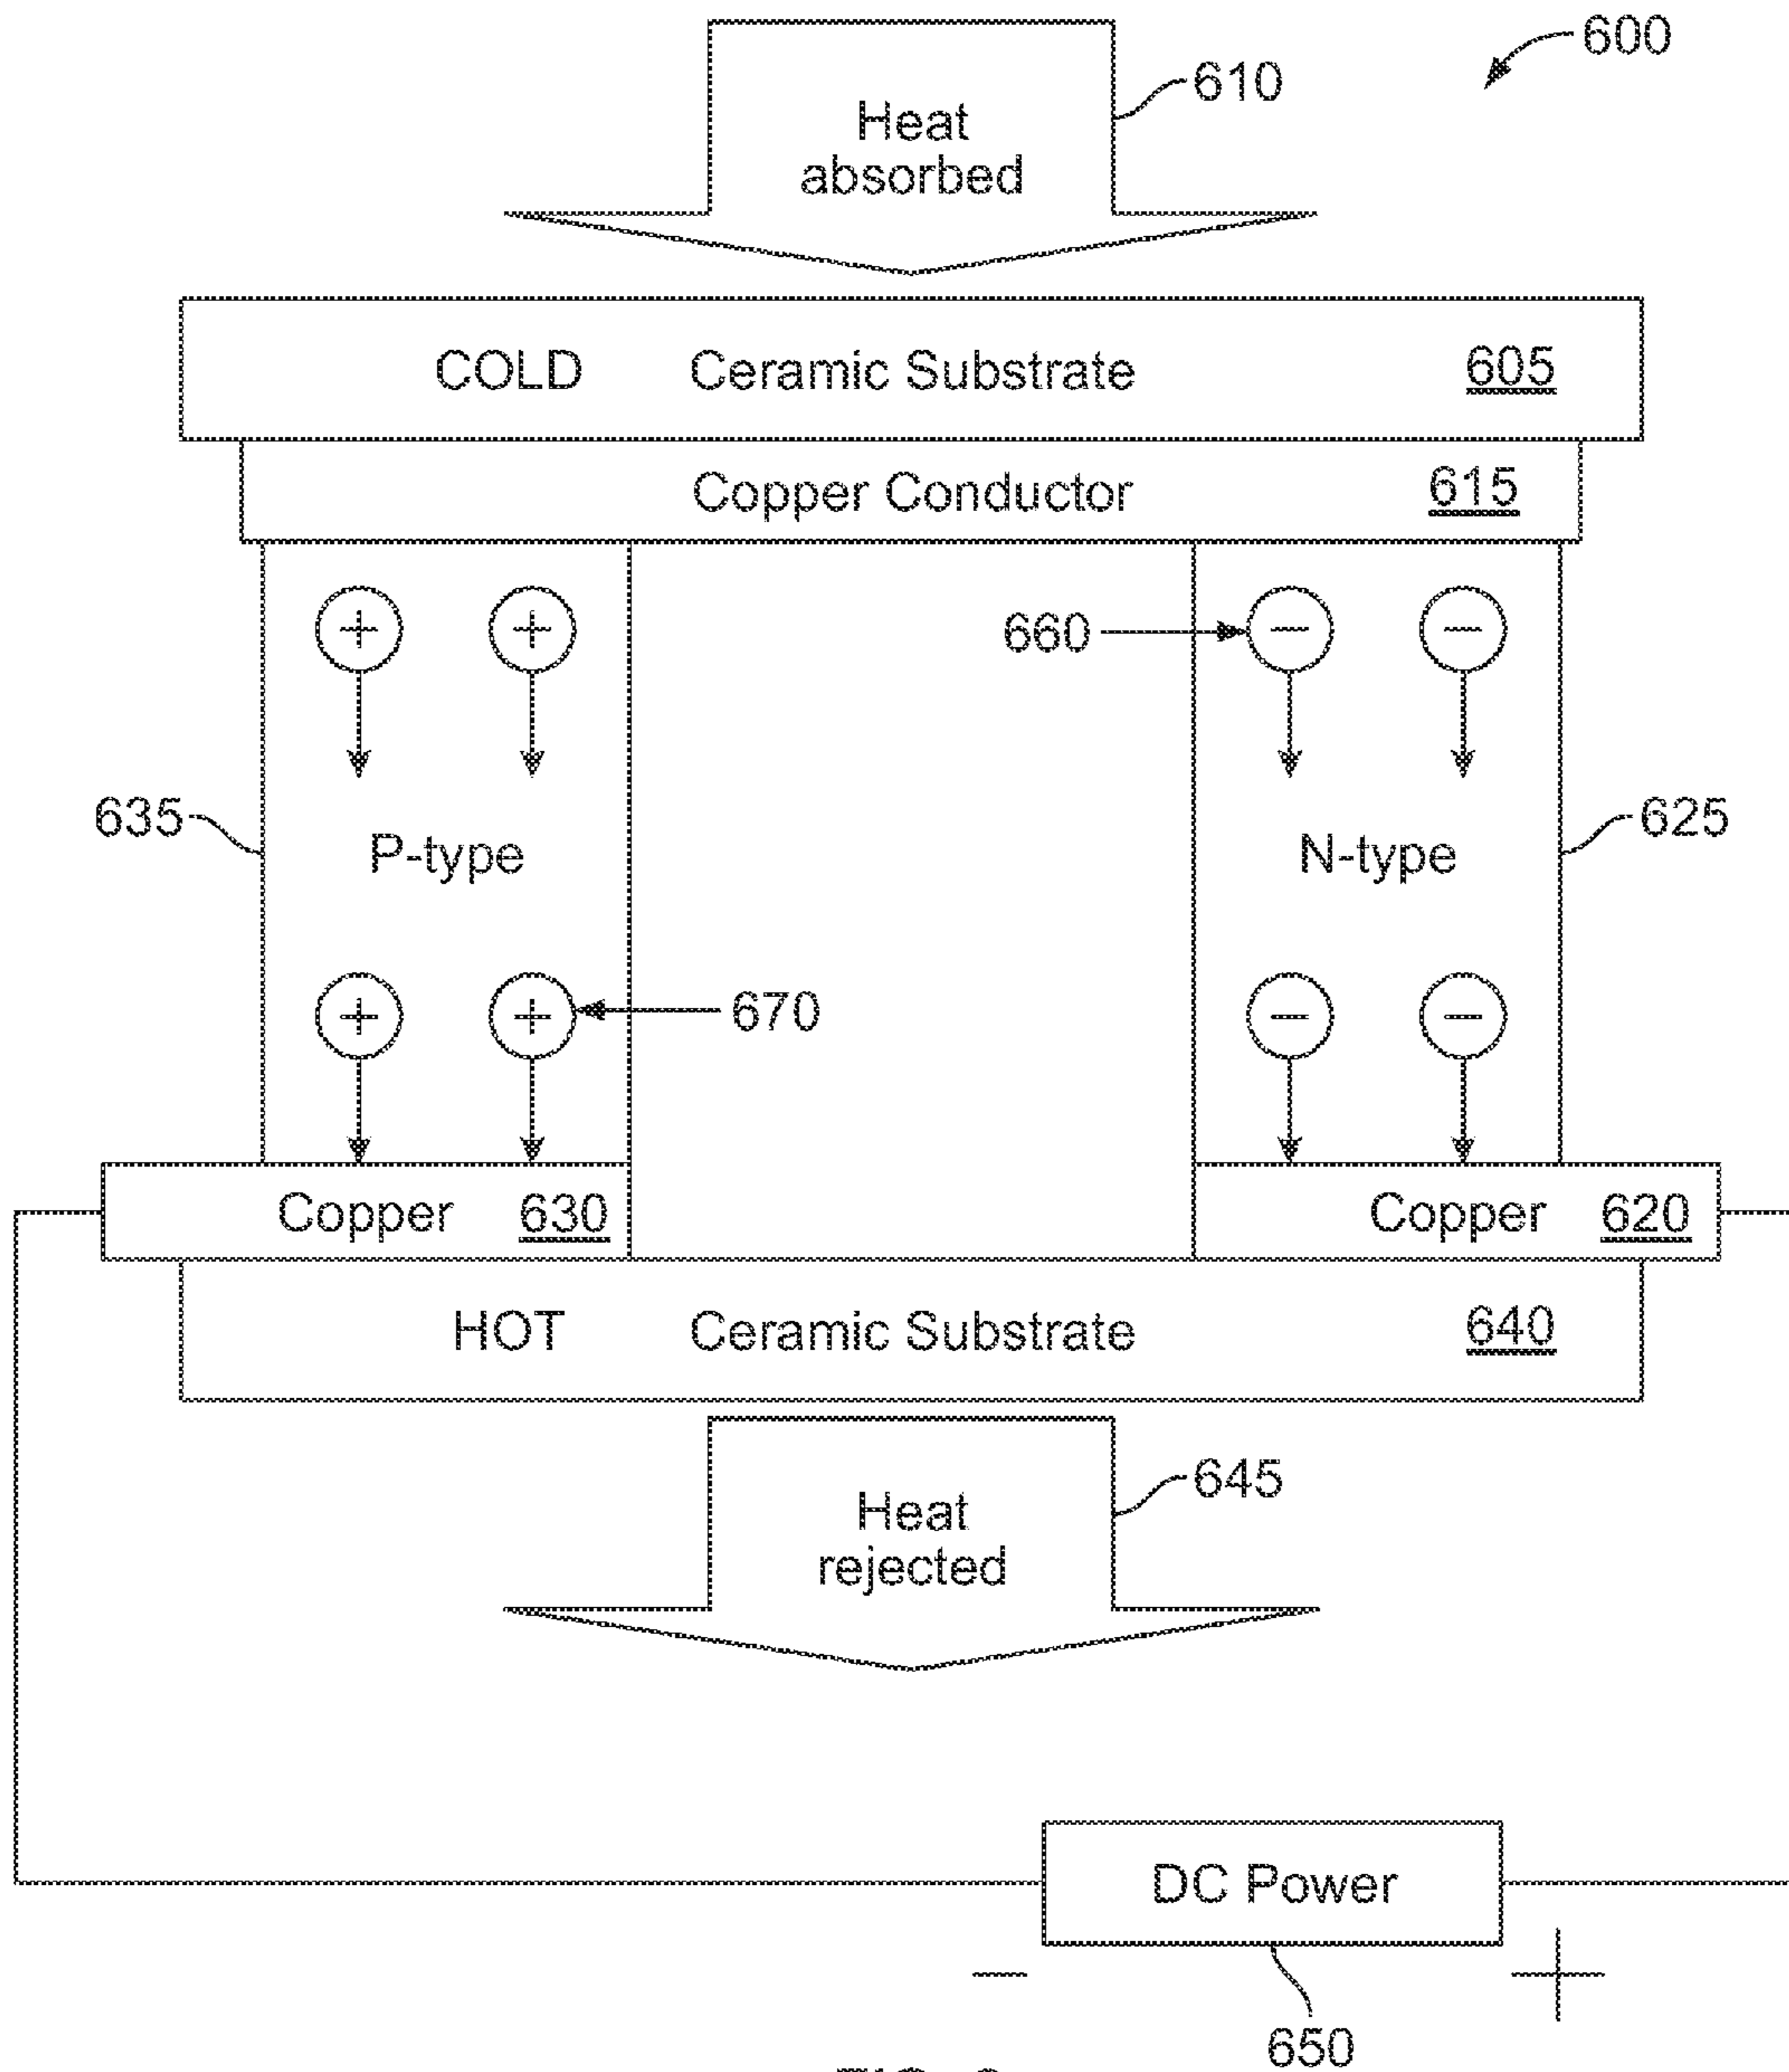 600
610
Heat
absorbed
COLD Ceramic Substrate 605
Copper Conductor 615
+ + 660 − −
635 P-type N-type 625
+ + 670 − −
Copper 630 Copper 620
HOT Ceramic Substrate 640
645
Heat
rejected
DC Power
− +
650